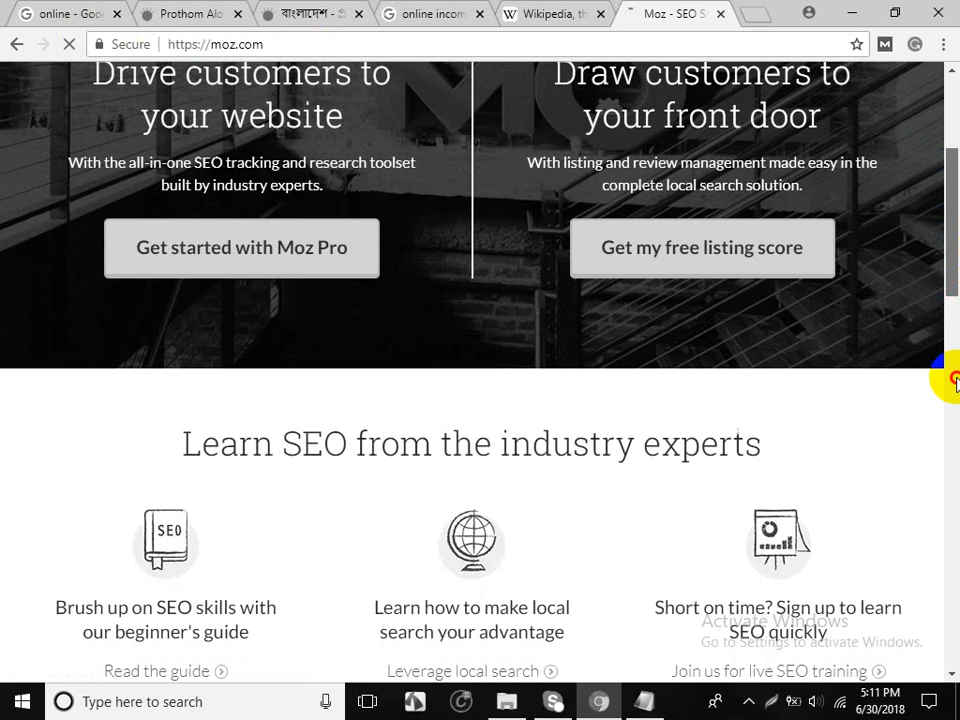 online - Goo
Prothom Alo
বাংলাদেশ - প্র
online incom
Wikipedia, th
Moz - SEO S
Secure
https://moz.com
Drive customers to
your website
With the all-in-one SEO tracking and research toolset
built by industry experts.
Get started with Moz Pro
Draw customers to
your front door
With listing and review management made easy in the
complete local search solution.
Get my free listing score
Learn SEO from the industry experts
SEO
Brush up on SEO skills with
our beginner's guide
Read the guide
Learn how to make local
search your advantage
Leverage local search
Short on time? Sign up to learn
SEO quickly
Join us for live SEO training
Activate Windows
Go to Settings to activate Windows.
Type here to search
5:11 PM
6/30/2018